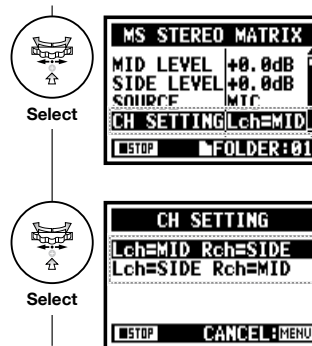 MS STEREO MATRIX
MID LEVEL +0.0dB
SIDE LEVEL +0.0dB
SOURCE MIC
CH SETTING Lch=MID
STOP FOLDER:01
Select
CH SETTING
Lch=MID Rch=SIDE
Lch=SIDE Rch=MID
STOP CANCEL:MENU
Select